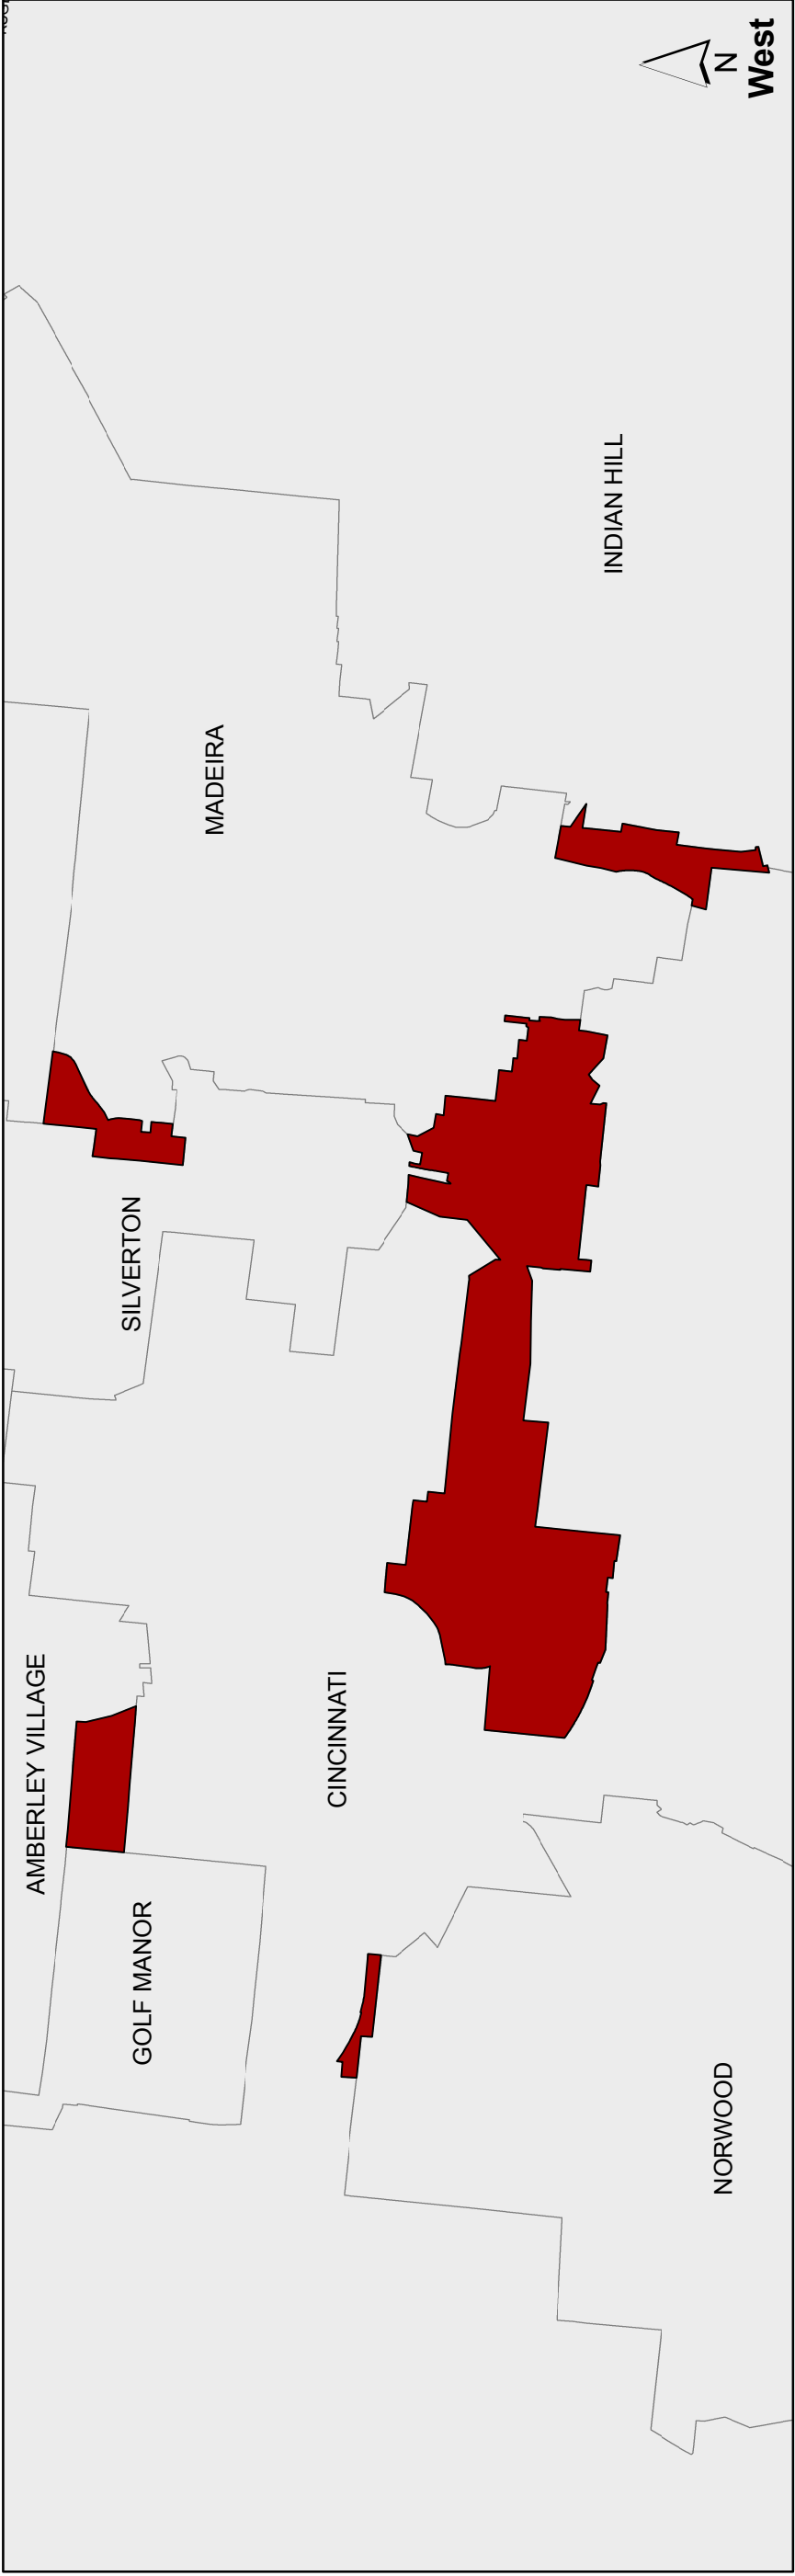 West
N
INDIAN HILL
MADEIRA
SILVERTON
AMBERLEY VILLAGE
CINCINNATI
GOLF MANOR
NORWOOD